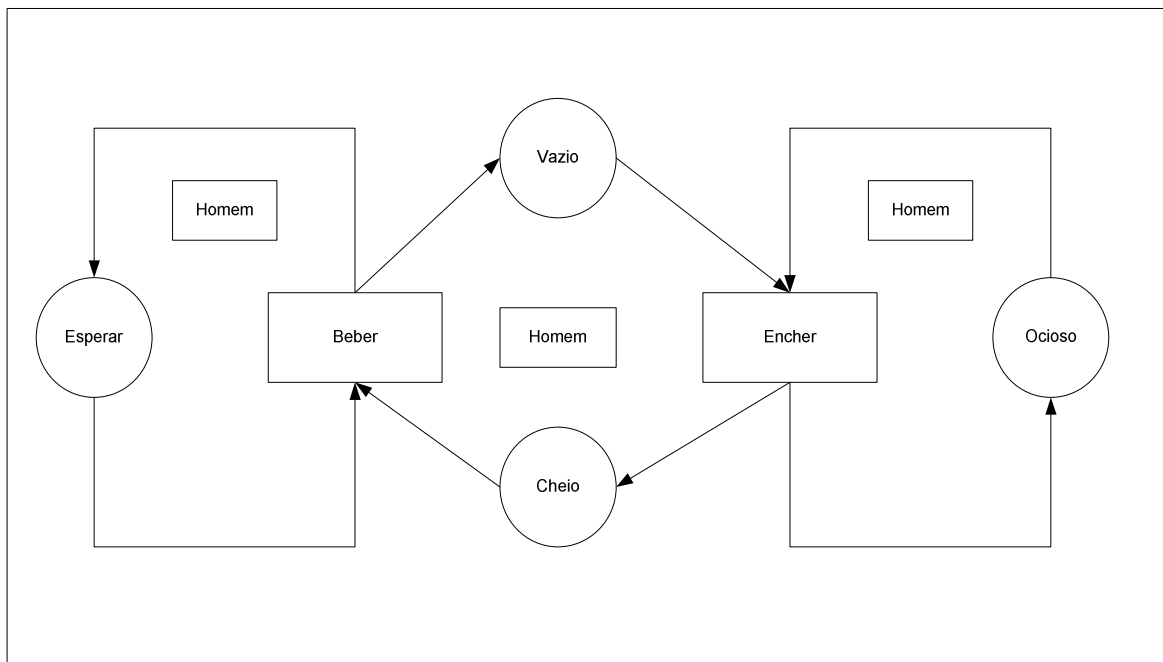 Vazio
Homem
Homem
Esperar
Beber
Homem
Encher
Ocioso
Cheio